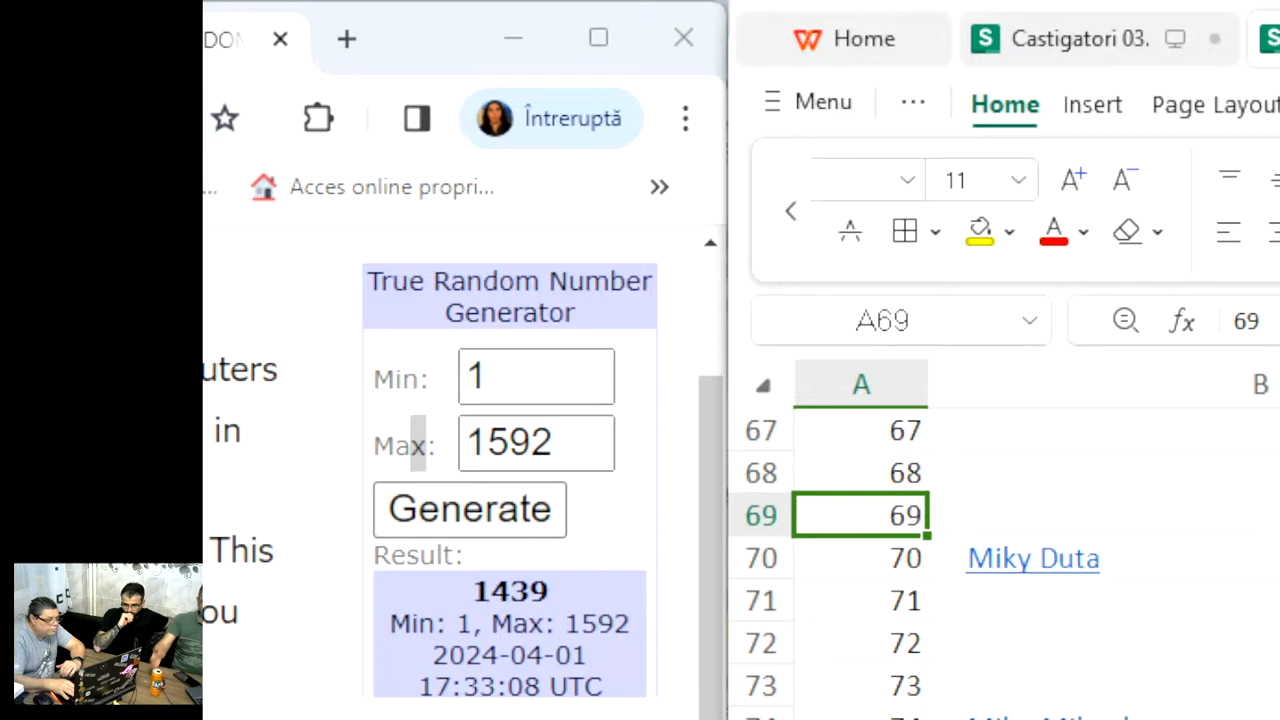 DOM
Întreruptă
... Acces online propri...
uters
in
This
ou
True Random Number
Generator
Min: 1
Max: 1592
Generate
Result:
1439
Min: 1, Max: 1592
2024-04-01
17:33:08 UTC
Home
S Castigatori 03.
S
Menu
Home Insert Page Layout
11
A69
fx 69
A B
67 67
68 68
69 69
70 70 Miky Duta
71 71
72 72
73 73